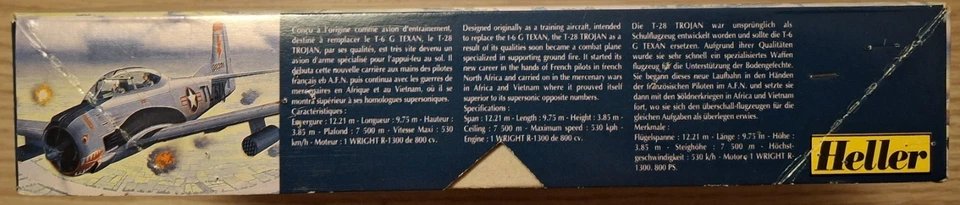 Conçu à l'origine comme avion d'entrainement,
destiné à remplacer le T-6 G TEXAN, le T-28
TROJAN, par ses qualités, est très vite devenu un
avion d'arme spécialisé pour l'appui-feu au sol. Il
débuta cette nouvelle carrière aux mains des pilotes
français eb A.F.N, puis continua avec les guerres de
mercenaires en Afrique et au Vietnam, où il se
montra supérieur à ses homologues supersoniques.
Caractéristiques :
Envergure : 12.21 m - Longueur : 9.75 m - Hauteur :
3.85 m - Plafond : 7 500 m - Vitesse Maxi : 530
km/h - Moteur : 1 WRIGHT R-1300 de 800 cv.
Designed originally as a training aircraft, intended
to replace the t-6 G TEXAN, the T-28 TROJAN as a
result of its qualities soon became a combat plane
specialized in supporting ground fire. It started its
new career in the hands of French pilots in french
North Africa and carried on in the mercenary wars
in Africa and Vietnam where it prouved itself
superior to its supersonic opposite numbers.
Specifications :
Span : 12.21 m - Length : 9.75 m - Height : 3.85 m -
Ceiling : 7 500 m - Maximum speed : 530 kph -
Engine : 1 WRIGHT R-1300 de 800 cv.
Die T-28 TROJAN war unsprünglich als
Schulflugzeug entwickelt worden und sollte die T-6
G TEXAN ersetzen. Aufgrund ihrer Qualitäten
wurde sie sehr schnell ein spezialisiertes Waffen
flugzeug für die Unterstützung der Bodengefechte.
Sie begann dieses neue Laufbahn in den Händen
der französischen Piloten im A.F.N. und setzte sie
dann mit den Söldnerkriegen in Africa und Vietnam
fort, wo sie sich den überschall-flugzeugen für die
gleichen Aufgaben als überlegen erwies.
Merkmale :
Flügelspanne : 12.21 m - Länge : 9.75 m - Höhe :
3.85 m - Steighöhe : 7 500 m - Höchst-
geschwindigkeit : 530 k/h - Motor : 1 WRIGHT R-
1300. 800 PS.
Heller